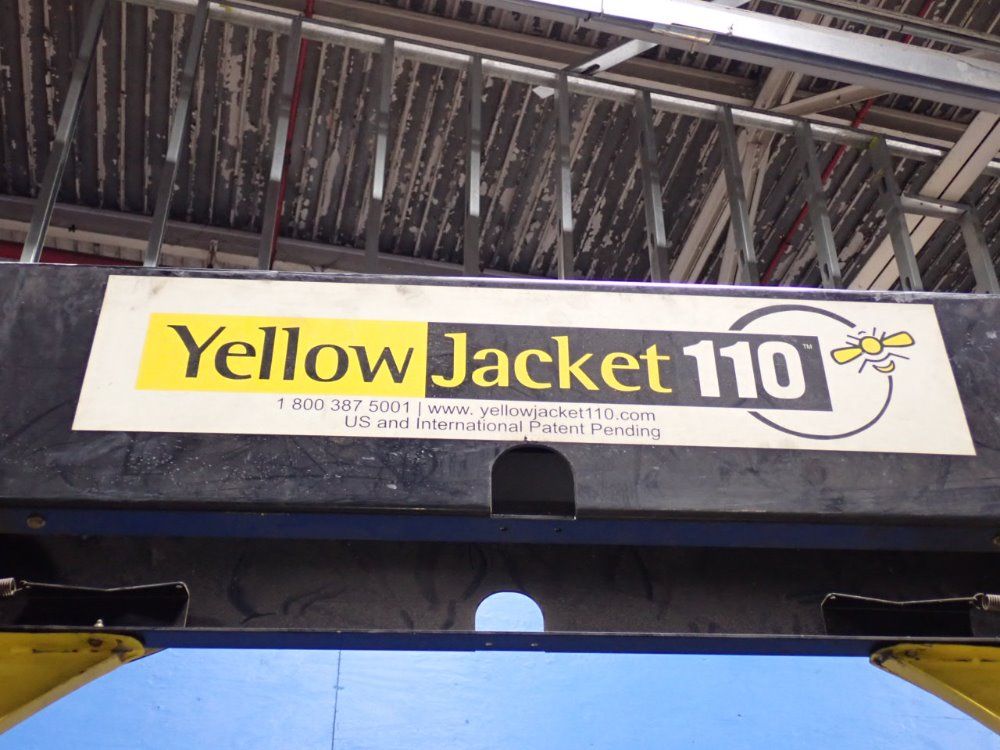 Yellow Jacket 110™
1 800 387 5001 | www. yellowjacket110.com
US and International Patent Pending